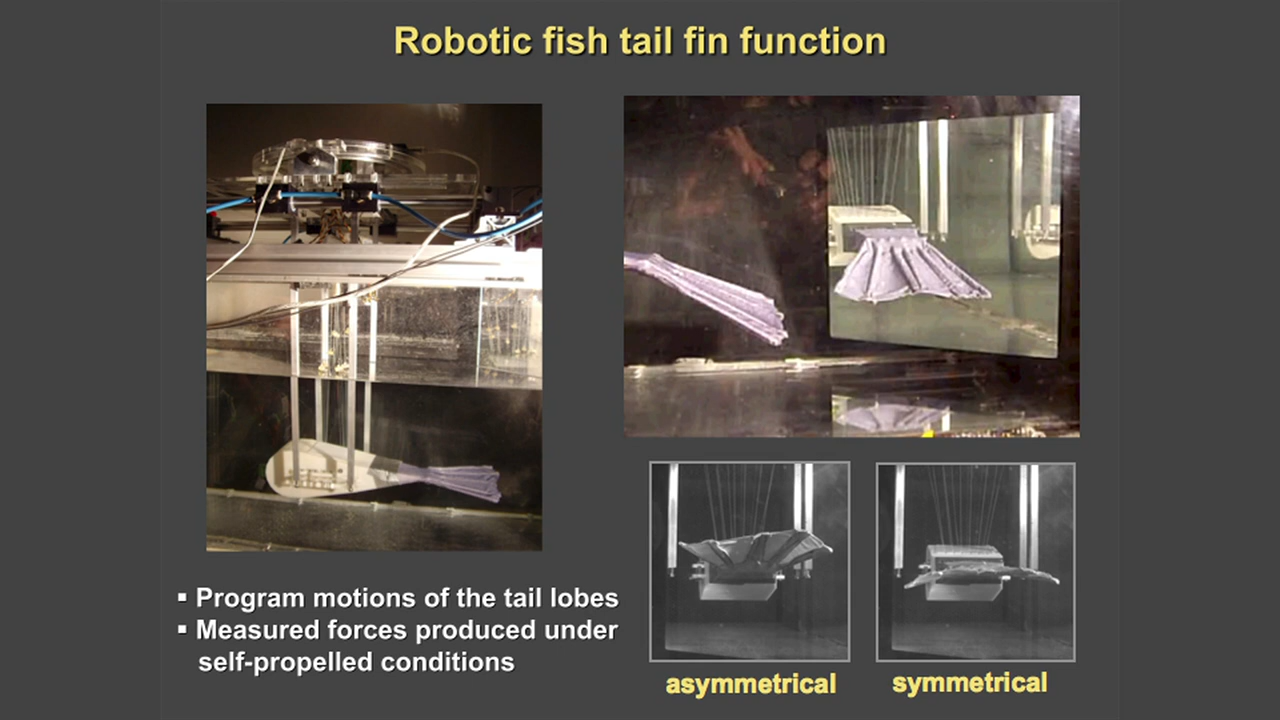 Robotic fish tail fin function
▪ Program motions of the tail lobes
▪ Measured forces produced under
self-propelled conditions
asymmetrical
symmetrical